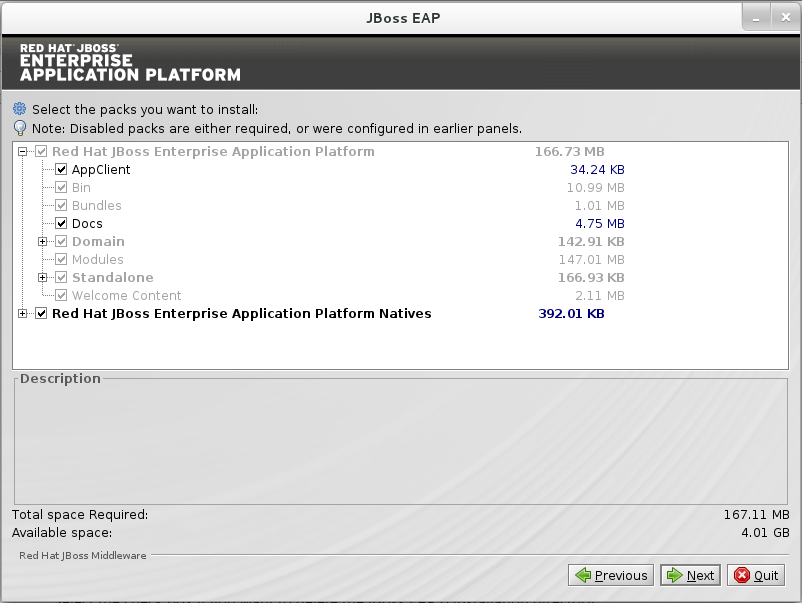 JBoss EAP
RED HAT® JBOSS®
ENTERPRISE
APPLICATION PLATFORM
Select the packs you want to install:
Note: Disabled packs are either required, or were configured in earlier panels.
Red Hat JBoss Enterprise Application Platform 166.73 MB
AppClient 34.24 KB
Bin 10.99 MB
Bundles 1.01 MB
Docs 4.75 MB
Domain 142.91 KB
Modules 147.01 MB
Standalone 166.93 KB
Welcome Content 2.11 MB
Red Hat JBoss Enterprise Application Platform Natives 392.01 KB
Description
Total space Required: 167.11 MB
Available space: 4.01 GB
Red Hat JBoss Middleware
Previous Next Quit